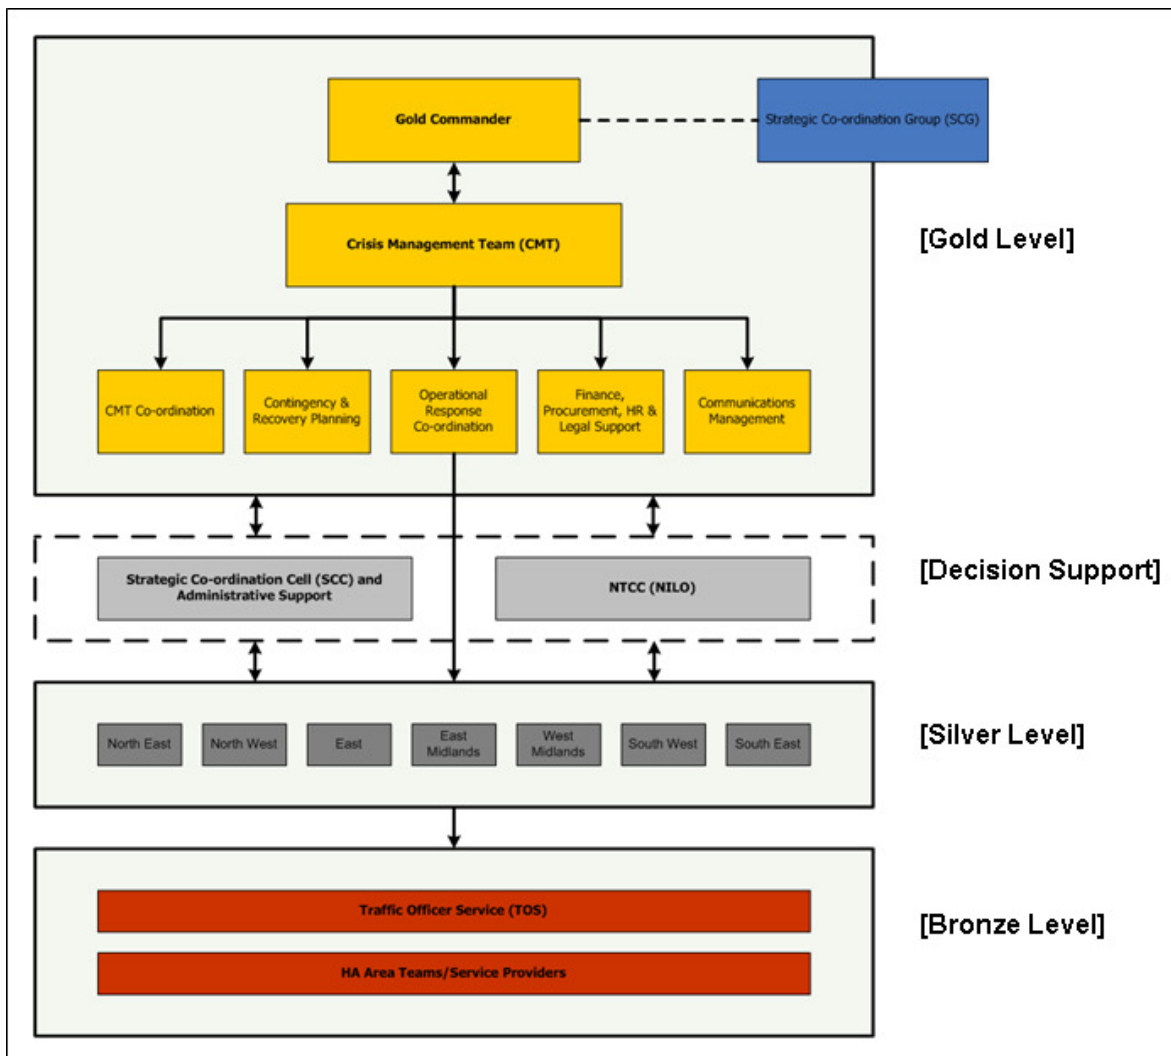 Gold Commander
Strategic Co-ordination Group (SCG)
[Gold Level]
Crisis Management Team (CMT)
CMT Co-ordination
Contingency &
Recovery Planning
Operational
Response
Co-ordination
Finance,
Procurement, HR &
Legal Support
Communications
Management
[Decision Support]
Strategic Co-ordination Cell (SCC) and
Administrative Support
NTCC (NILO)
[Silver Level]
North East
North West
East
East
Midlands
West
Midlands
South West
South East
[Bronze Level]
Traffic Officer Service (TOS)
HA Area Teams/Service Providers